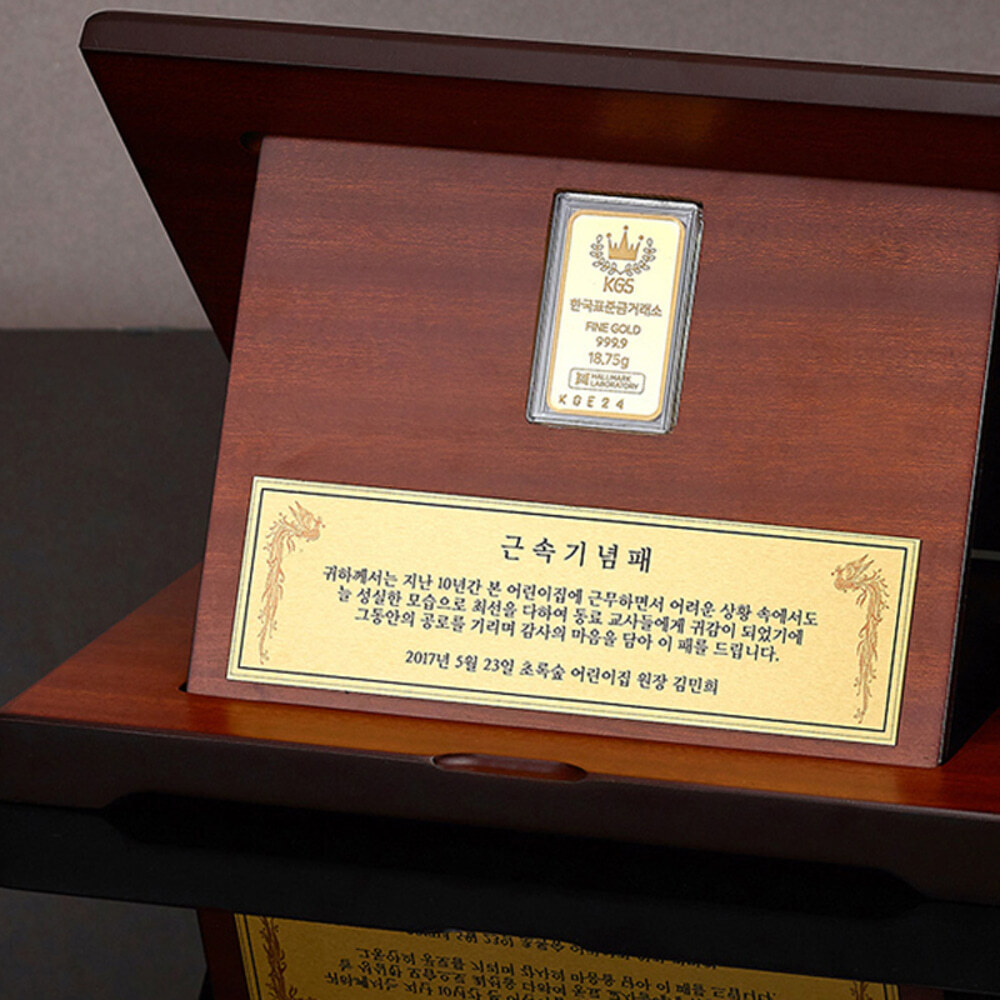 KGS
한국표준금거래소
FINE GOLD
999.9
18.75g
HALLMARK
LABORATORY
KGE24
근속기념패
귀하께서는 지난 10년간 본 어린이집에 근무하면서 어려운 상황 속에서도
늘 성실한 모습으로 최선을 다하여 동료 교사들에게 귀감이 되었기에
그동안의 공로를 기리며 감사의 마음을 담아 이 패를 드립니다.
2017년 5월 23일 초록숲 어린이집 원장 김민희